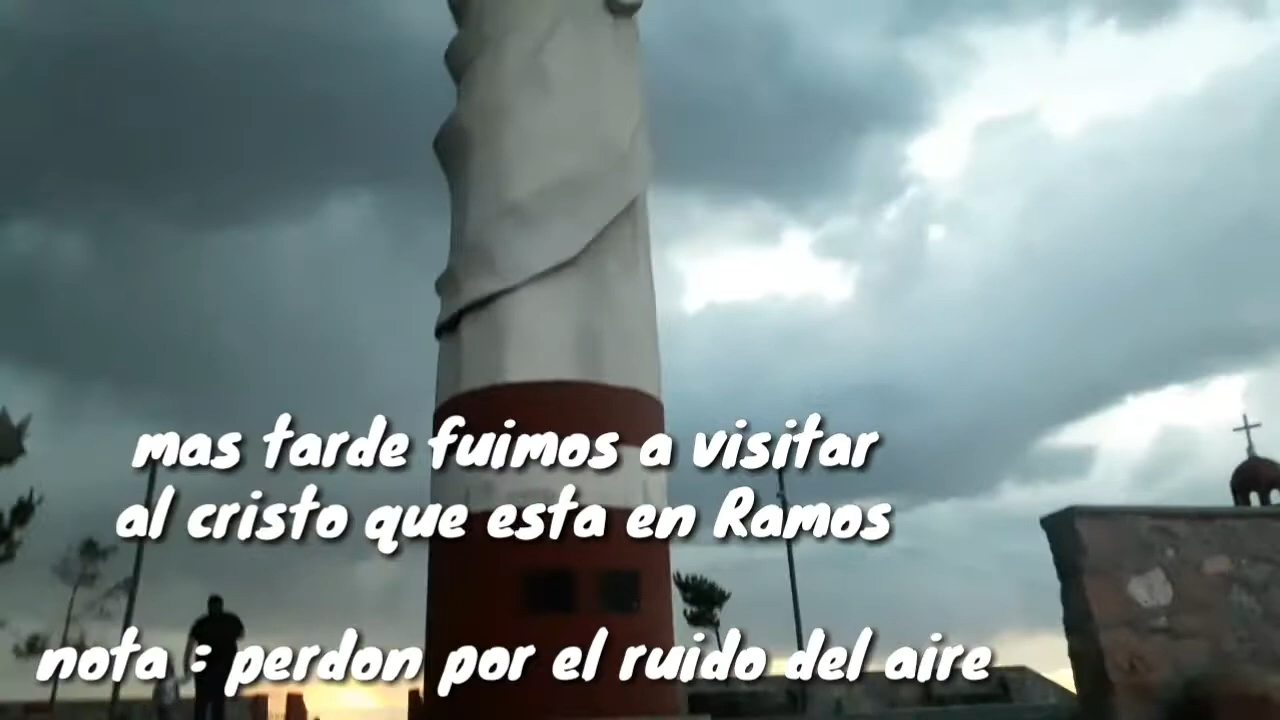 mas tarde fuimos a visitar
al cristo que esta en Ramos
nota : perdon por el ruido del aire